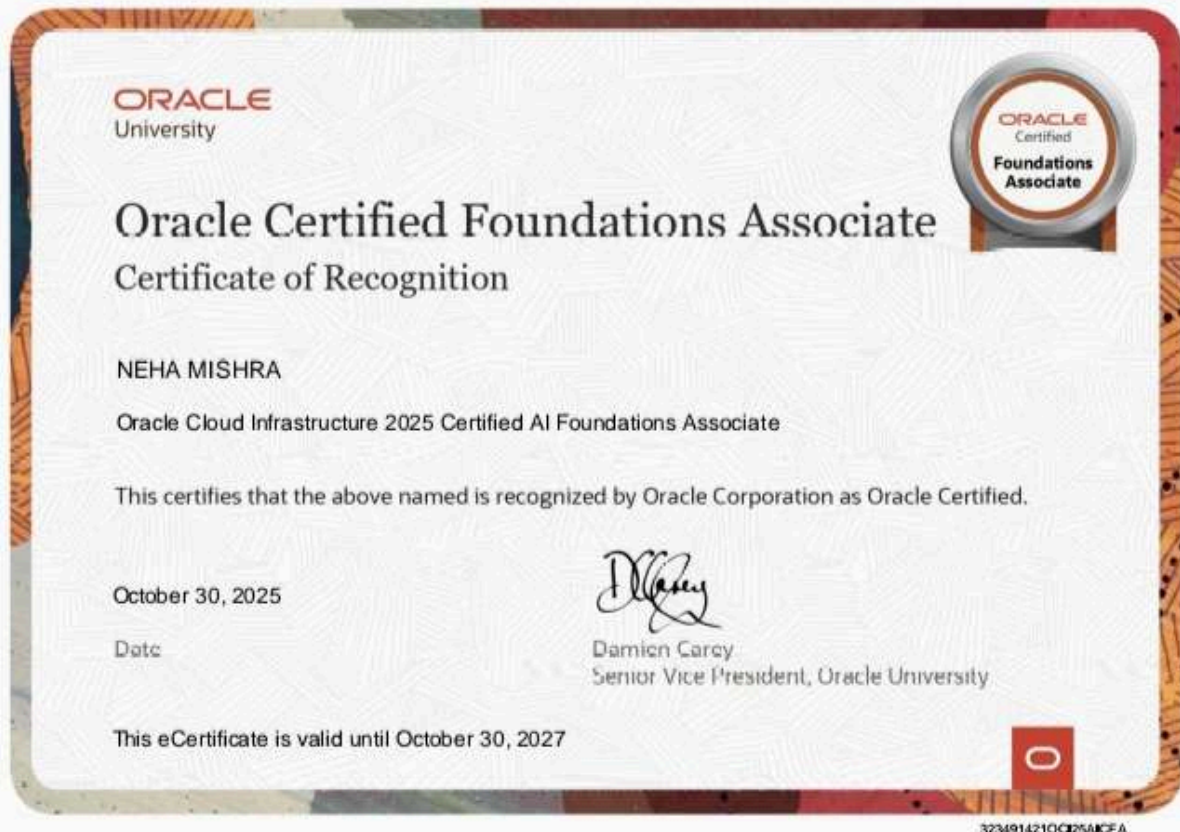 ORACLE
University
ORACLE
Certified
Foundations
Associate
Oracle Certified Foundations Associate
Certificate of Recognition
NEHA MISHRA
Oracle Cloud Infrastructure 2025 Certified AI Foundations Associate
This certifies that the above named is recognized by Oracle Corporation as Oracle Certified.
October 30, 2025
Date
Damien Carey
Senior Vice President, Oracle University
This eCertificate is valid until October 30, 2027
323491421OCI25AICFA